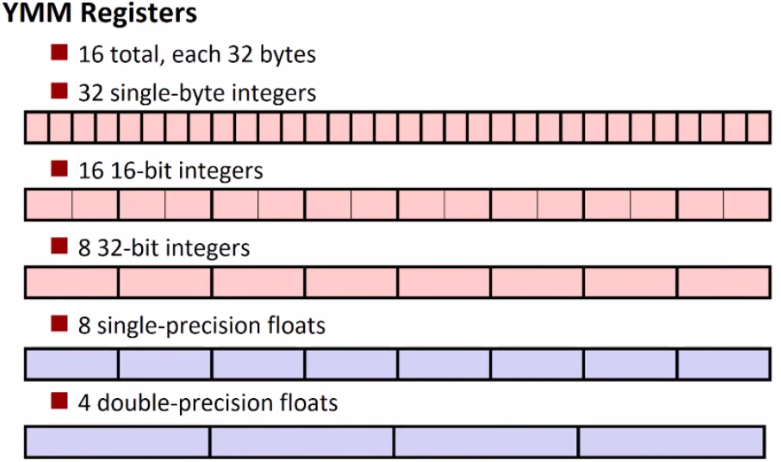 YMM Registers
16 total, each 32 bytes
32 single-byte integers
16 16-bit integers
8 32-bit integers
8 single-precision floats
4 double-precision floats